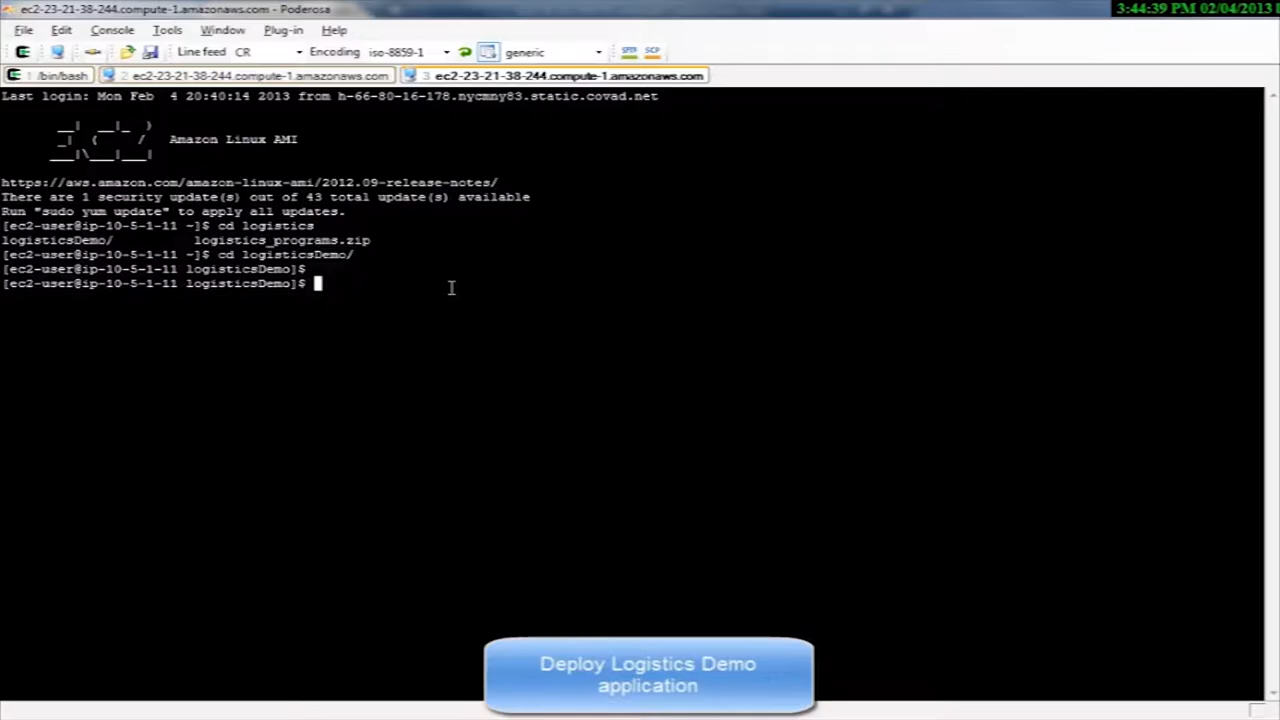 ec2-23-21-38-244.compute-1.amazonaws.com - Poderosa
3:44:39 PM 02/04/2013
File Edit Console Tools Window Plug-in Help
Line feed CR Encoding iso-8859-1 generic SFTP SCP
1 /bin/bash 2 ec2-23-21-38-244.compute-1.amazonaws.com 3 ec2-23-21-38-244.compute-1.amazonaws.com
Last login: Mon Feb  4 20:40:14 2013 from h-66-80-16-178.nycmny83.static.covad.net
__|  __|_  )
_|  (     /   Amazon Linux AMI
___|\___|___|
https://aws.amazon.com/amazon-linux-ami/2012.09-release-notes/
There are 1 security update(s) out of 43 total update(s) available
Run "sudo yum update" to apply all updates.
[ec2-user@ip-10-5-1-11 ~]$ cd logistics
logisticsDemo/          logistics_programs.zip
[ec2-user@ip-10-5-1-11 ~]$ cd logisticsDemo/
[ec2-user@ip-10-5-1-11 logisticsDemo]$
[ec2-user@ip-10-5-1-11 logisticsDemo]$
Deploy Logistics Demo
application